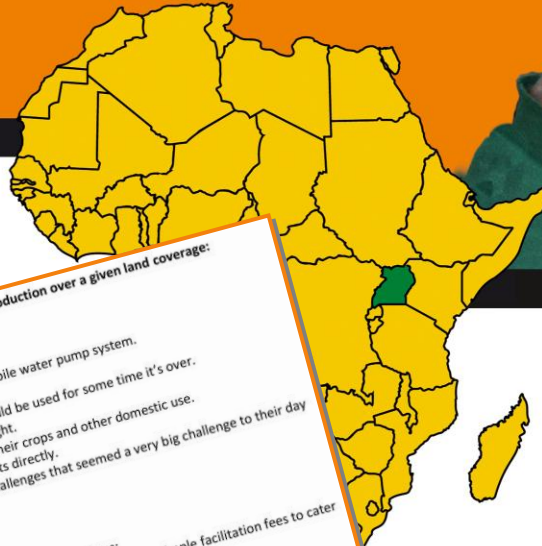 oduction over a given land coverage:
bile water pump system.
ld be used for some time it's over.
ht.
heir crops and other domestic use.
ts directly.
allenges that seemed a very big challenge to their day
facilitation fees to cater